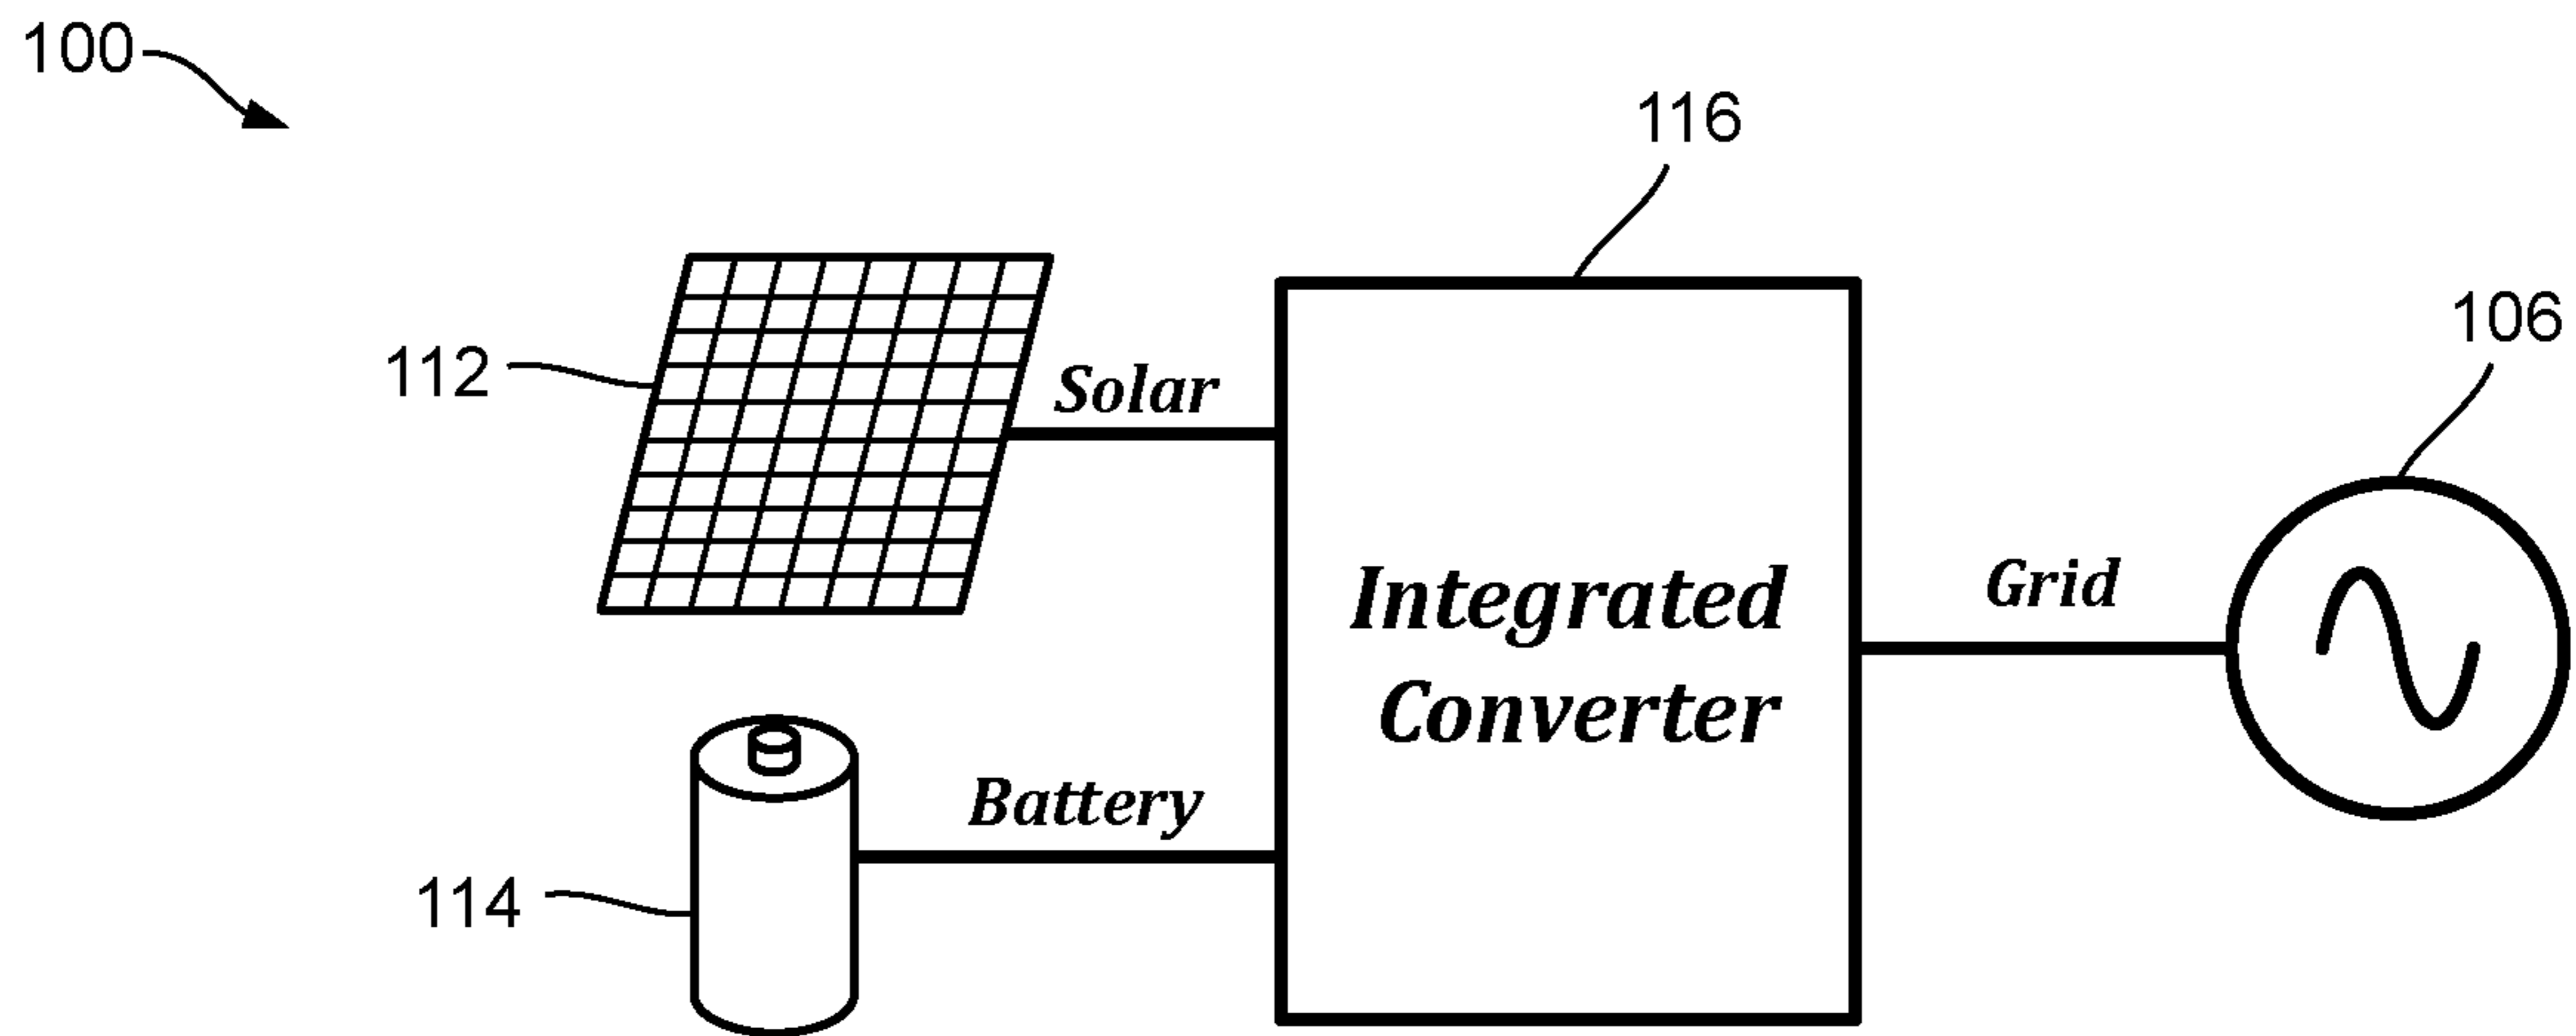 100
116
106
112
Solar
Integrated
Converter
Grid
Battery
114